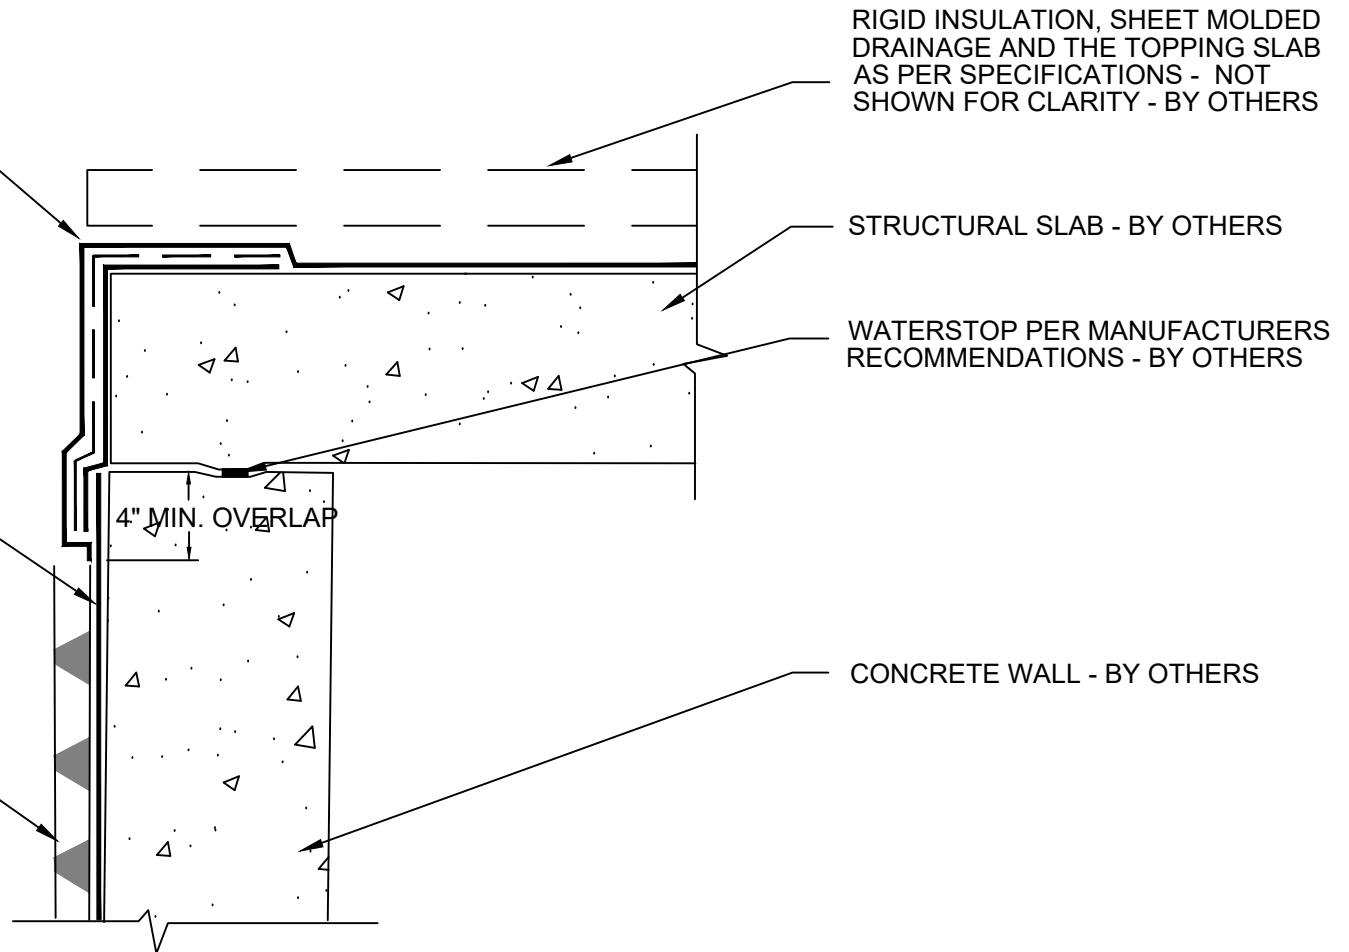 RIGID INSULATION, SHEET MOLDED
DRAINAGE AND THE TOPPING SLAB
AS PER SPECIFICATIONS - NOT
SHOWN FOR CLARITY - BY OTHERS
STRUCTURAL SLAB - BY OTHERS
WATERSTOP PER MANUFACTURERS
RECOMMENDATIONS - BY OTHERS
4" MIN. OVERLAP
CONCRETE WALL - BY OTHERS